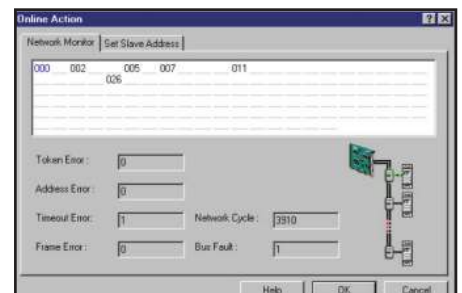 Online Action
Network Monitor Set Slave Address
000 002 005 007 011
026
Token Error : 0
Address Error : 0
Timeout Error: 1 Network Cycle : 3910
Frame Error : 0 Bus Fault : 1
Help OK Cancel